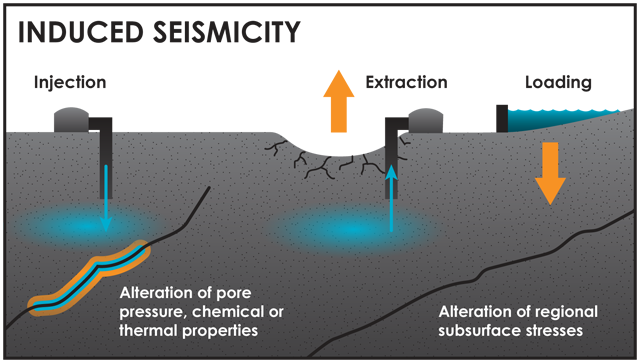 INDUCED SEISMICITY
Injection
Extraction
Loading
Alteration of pore
pressure, chemical or
thermal properties
Alteration of regional
subsurface stresses